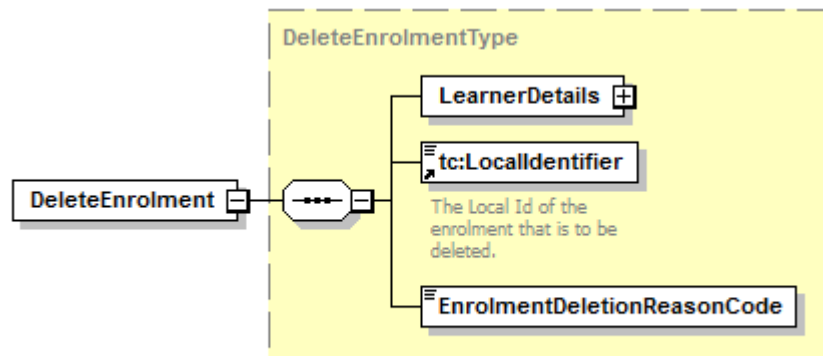 DeleteEnrolmentType
LearnerDetails
tc:LocalIdentifier
DeleteEnrolment
The Local Id of the
enrolment that is to be
deleted.
EnrolmentDeletionReasonCode